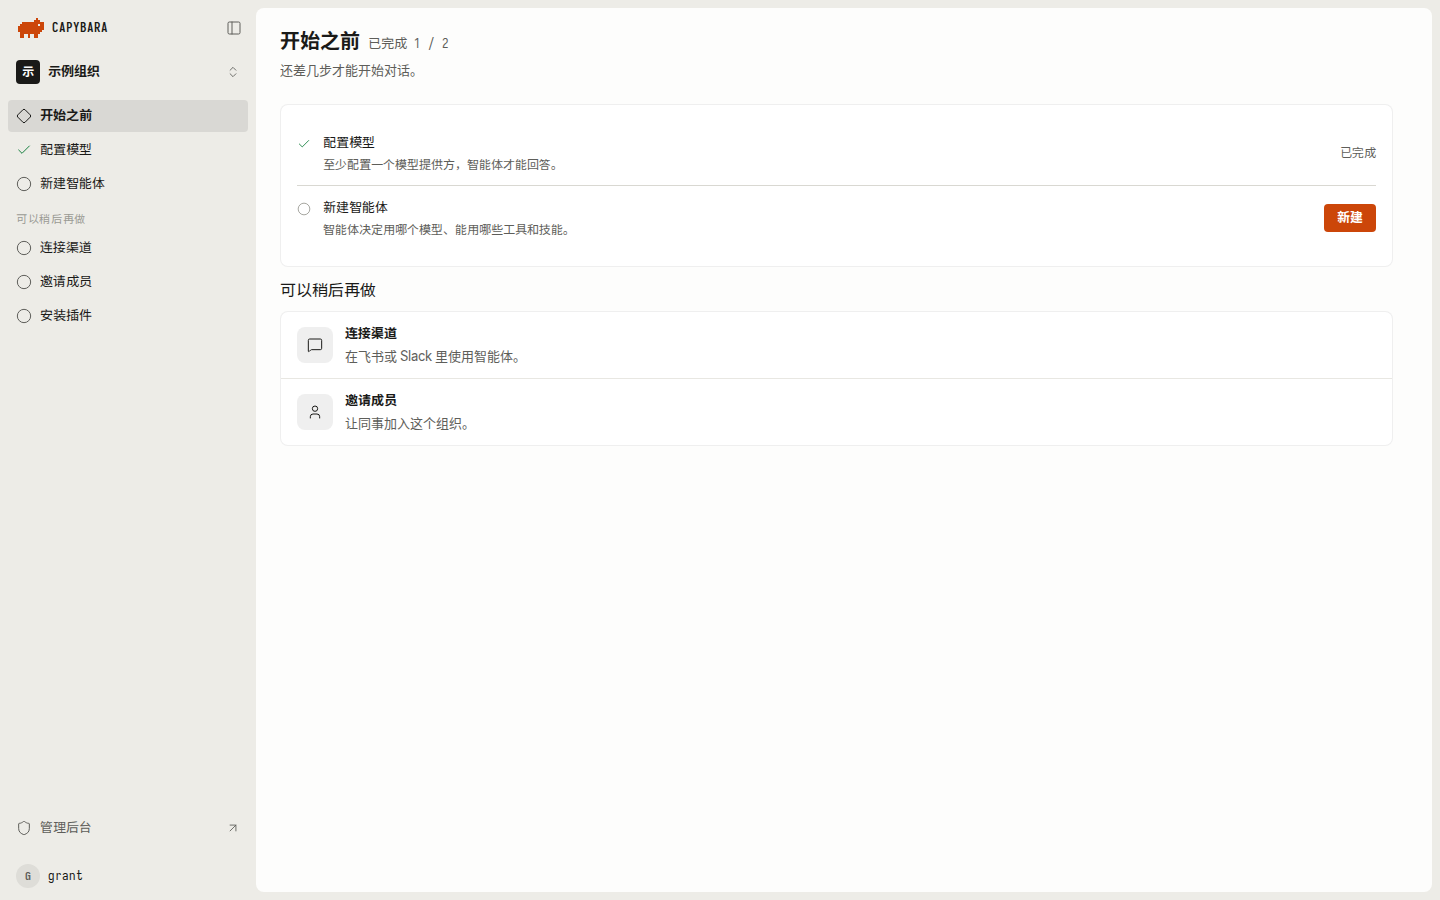 CAPYBARA
示 示例组织
开始之前
配置模型
新建智能体
可以稍后再做
连接渠道
邀请成员
安装插件
管理后台
G grant
开始之前 已完成 1 / 2
还差几步才能开始对话。
配置模型
至少配置一个模型提供方，智能体才能回答。
已完成
新建智能体
智能体决定用哪个模型、能用哪些工具和技能。
新建
可以稍后再做
连接渠道
在飞书或 Slack 里使用智能体。
邀请成员
让同事加入这个组织。